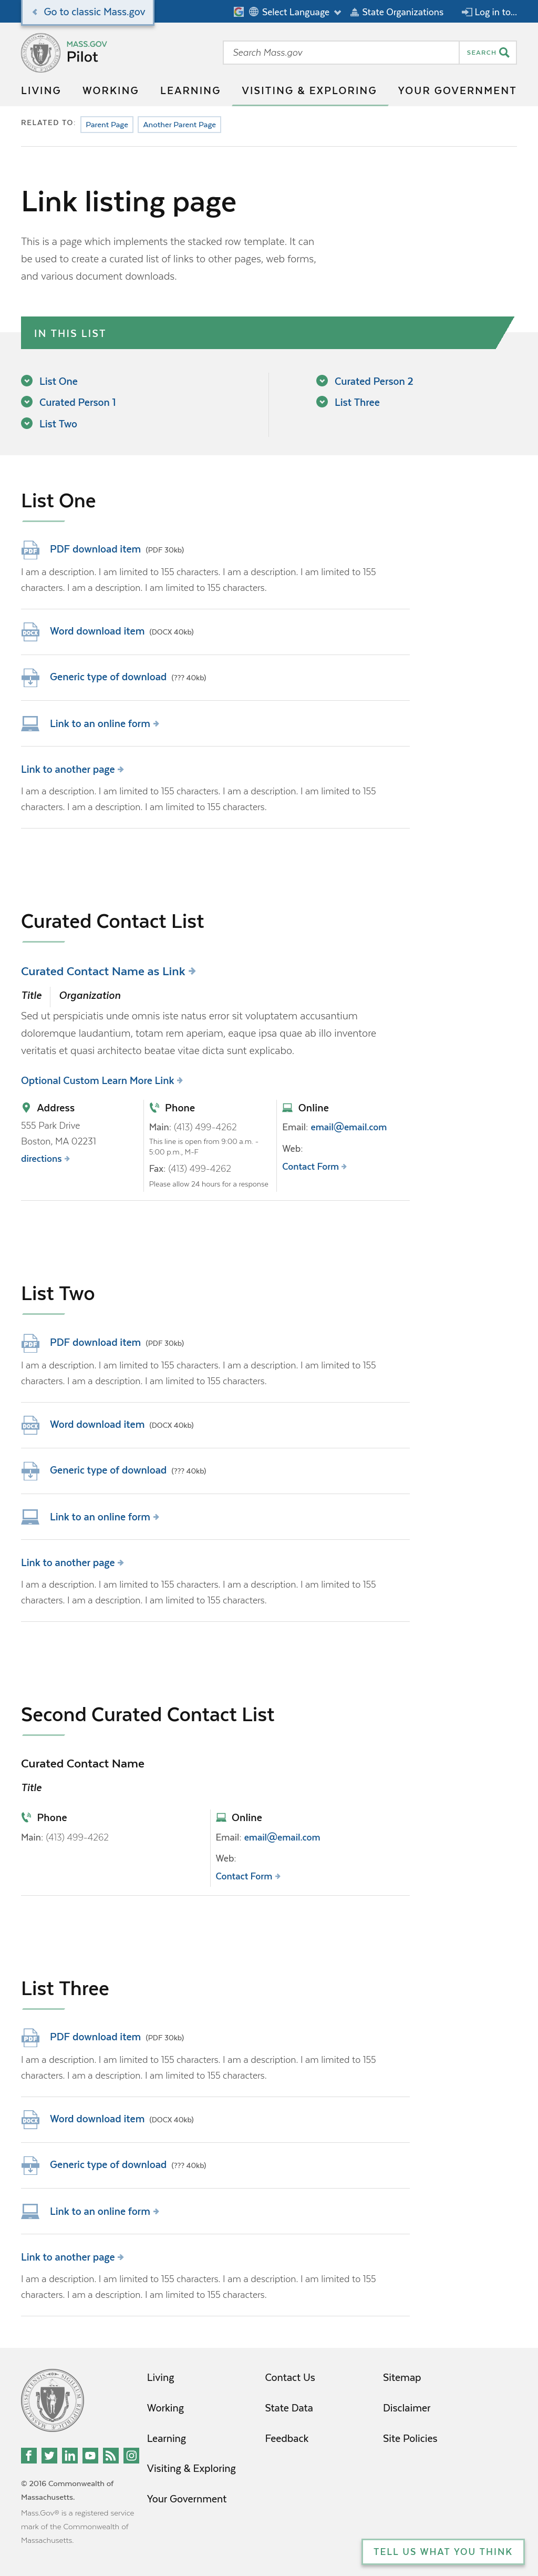 Go to classic Mass.gov
Select Language
State Organizations
Log in to...
MASS.GOV
Pilot
Search Mass.gov
SEARCH
LIVING WORKING LEARNING VISITING & EXPLORING YOUR GOVERNMENT
RELATED TO: Parent Page Another Parent Page
Link listing page
This is a page which implements the stacked row template. It can
be used to create a curated list of links to other pages, web forms,
and various document downloads.
IN THIS LIST
List One
Curated Person 1
List Two
Curated Person 2
List Three
List One
PDF download item (PDF 30kb)
I am a description. I am limited to 155 characters. I am a description. I am limited to 155
characters. I am a description. I am limited to 155 characters.
DOCX Word download item (DOCX 40kb)
Generic type of download (??? 40kb)
Link to an online form
Link to another page
I am a description. I am limited to 155 characters. I am a description. I am limited to 155
characters. I am a description. I am limited to 155 characters.
Curated Contact List
Curated Contact Name as Link
Title Organization
Sed ut perspiciatis unde omnis iste natus error sit voluptatem accusantium
doloremque laudantium, totam rem aperiam, eaque ipsa quae ab illo inventore
veritatis et quasi architecto beatae vitae dicta sunt explicabo.
Optional Custom Learn More Link
Address
555 Park Drive
Boston, MA 02231
directions
Phone
Main: (413) 499-4262
This line is open from 9:00 a.m. -
5:00 p.m., M-F
Fax: (413) 499-4262
Please allow 24 hours for a response
Online
Email: email@email.com
Web:
Contact Form
List Two
PDF PDF download item (PDF 30kb)
I am a description. I am limited to 155 characters. I am a description. I am limited to 155
characters. I am a description. I am limited to 155 characters.
DOCX Word download item (DOCX 40kb)
Generic type of download (??? 40kb)
Link to an online form
Link to another page
I am a description. I am limited to 155 characters. I am a description. I am limited to 155
characters. I am a description. I am limited to 155 characters.
Second Curated Contact List
Curated Contact Name
Title
Phone
Main: (413) 499-4262
Online
Email: email@email.com
Web:
Contact Form
List Three
PDF PDF download item (PDF 30kb)
I am a description. I am limited to 155 characters. I am a description. I am limited to 155
characters. I am a description. I am limited to 155 characters.
DOCX Word download item (DOCX 40kb)
Generic type of download (??? 40kb)
Link to an online form
Link to another page
I am a description. I am limited to 155 characters. I am a description. I am limited to 155
characters. I am a description. I am limited to 155 characters.
Living
Working
Learning
Visiting & Exploring
Your Government
Contact Us
State Data
Feedback
Sitemap
Disclaimer
Site Policies
© 2016 Commonwealth of
Massachusetts.
Mass.Gov® is a registered service
mark of the Commonwealth of
Massachusetts.
TELL US WHAT YOU THINK